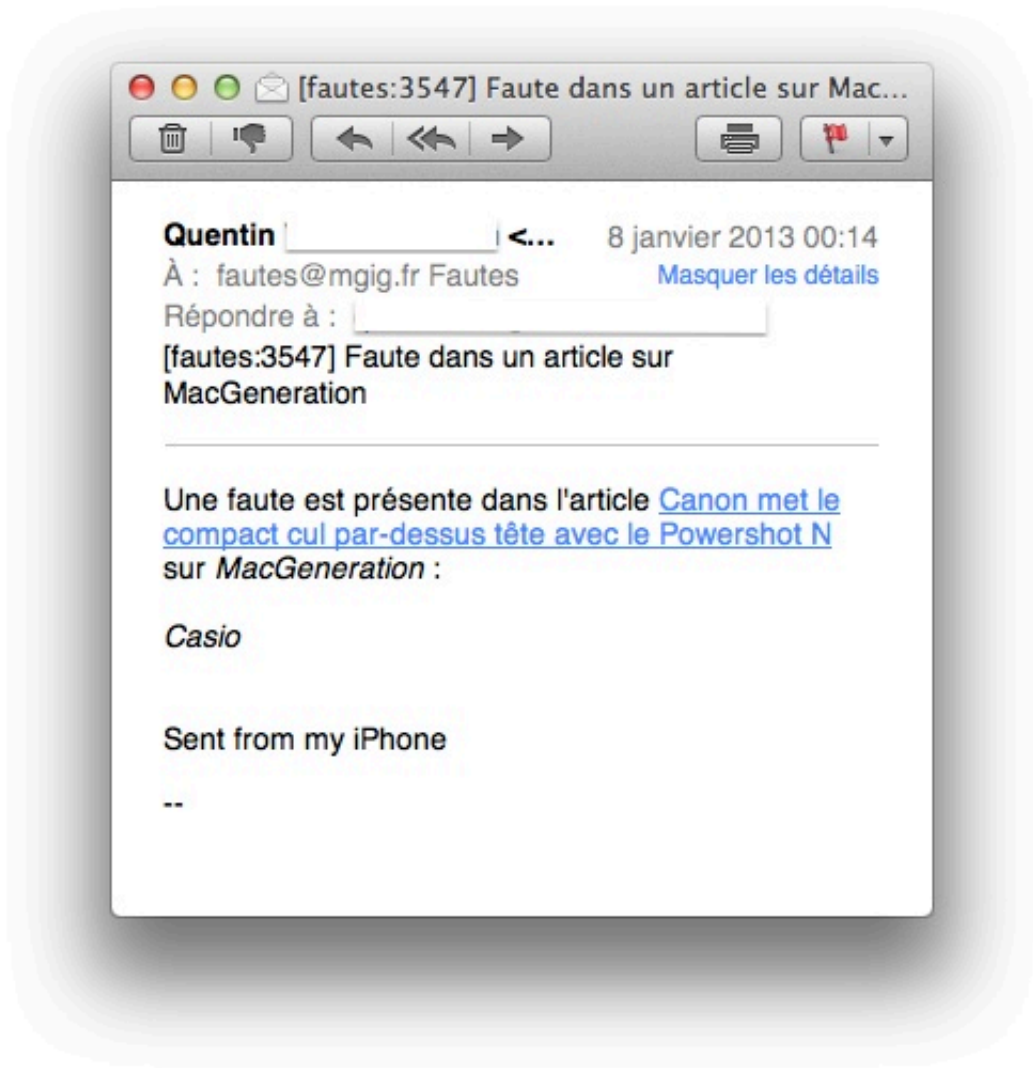 [fautes:3547] Faute dans un article sur Mac...
Quentin <... 8 janvier 2013 00:14
À : fautes@mgig.fr Fautes Masquer les détails
Répondre à :
[fautes:3547] Faute dans un article sur
MacGeneration
Une faute est présente dans l'article Canon met le
compact cul par-dessus tête avec le Powershot N
sur MacGeneration :
Casio
Sent from my iPhone
--